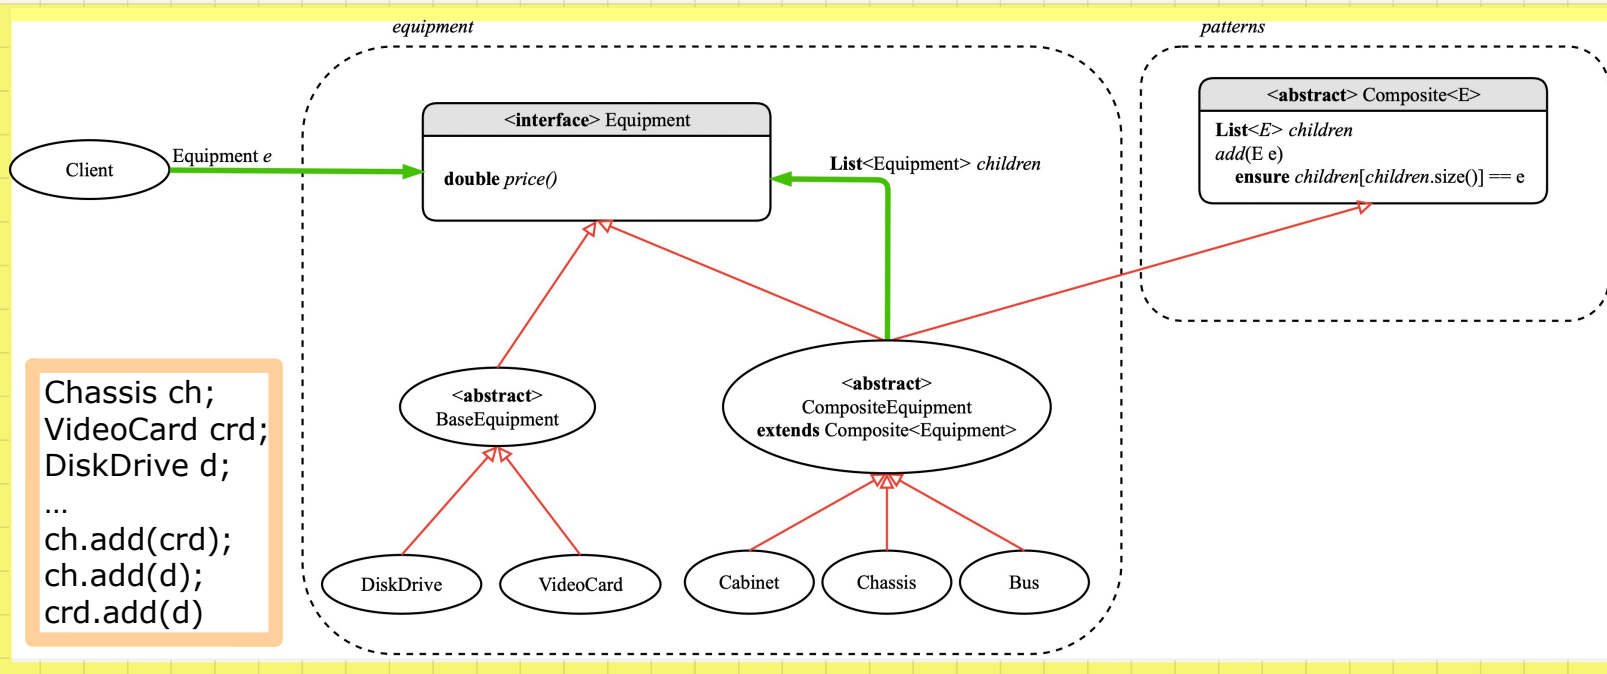 equipment
patterns
<interface> Equipment
double price()
<abstract> Composite<E>
List<E> children
add(E e)
ensure children[children.size()] == e
Client
Equipment e
List<Equipment> children
<abstract>
BaseEquipment
<abstract>
CompositeEquipment
extends Composite<Equipment>
DiskDrive
VideoCard
Cabinet
Chassis
Bus
Chassis ch;
VideoCard crd;
DiskDrive d;
...
ch.add(crd);
ch.add(d);
crd.add(d)